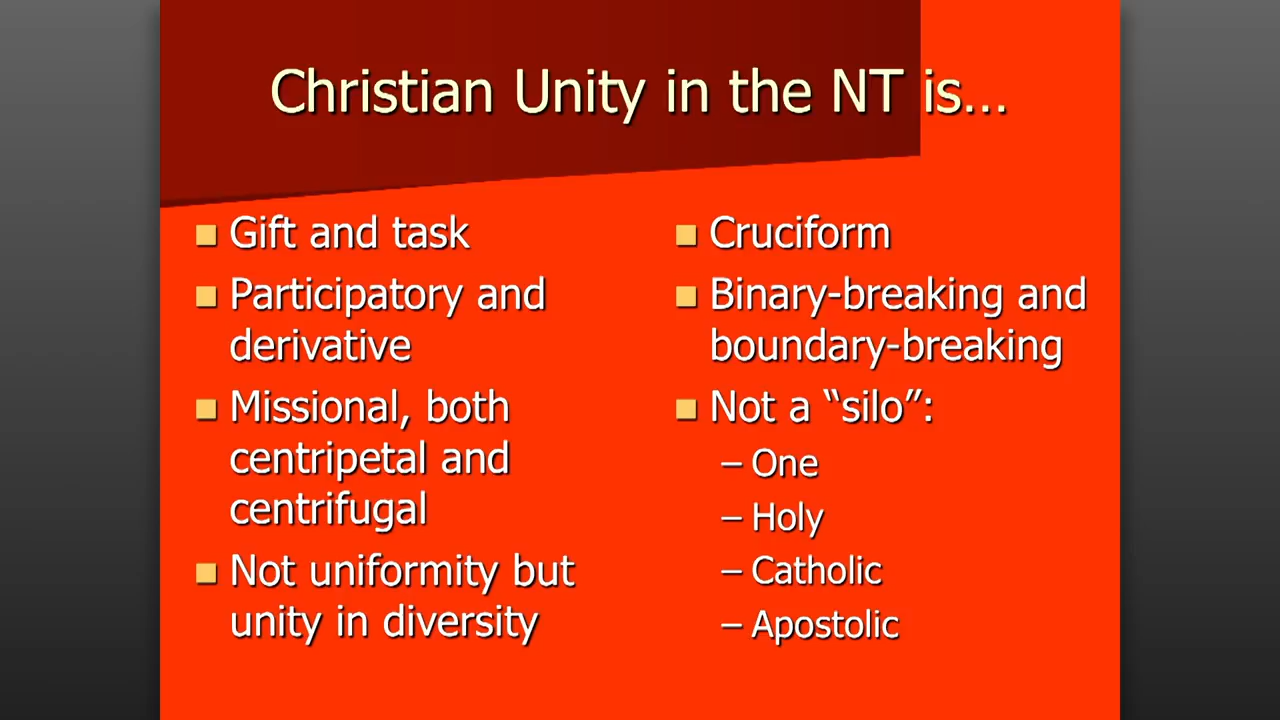 Christian Unity in the NT is…
Gift and task
Participatory and
derivative
Missional, both
centripetal and
centrifugal
Not uniformity but
unity in diversity
Cruciform
Binary-breaking and
boundary-breaking
Not a “silo”:
– One
– Holy
– Catholic
– Apostolic